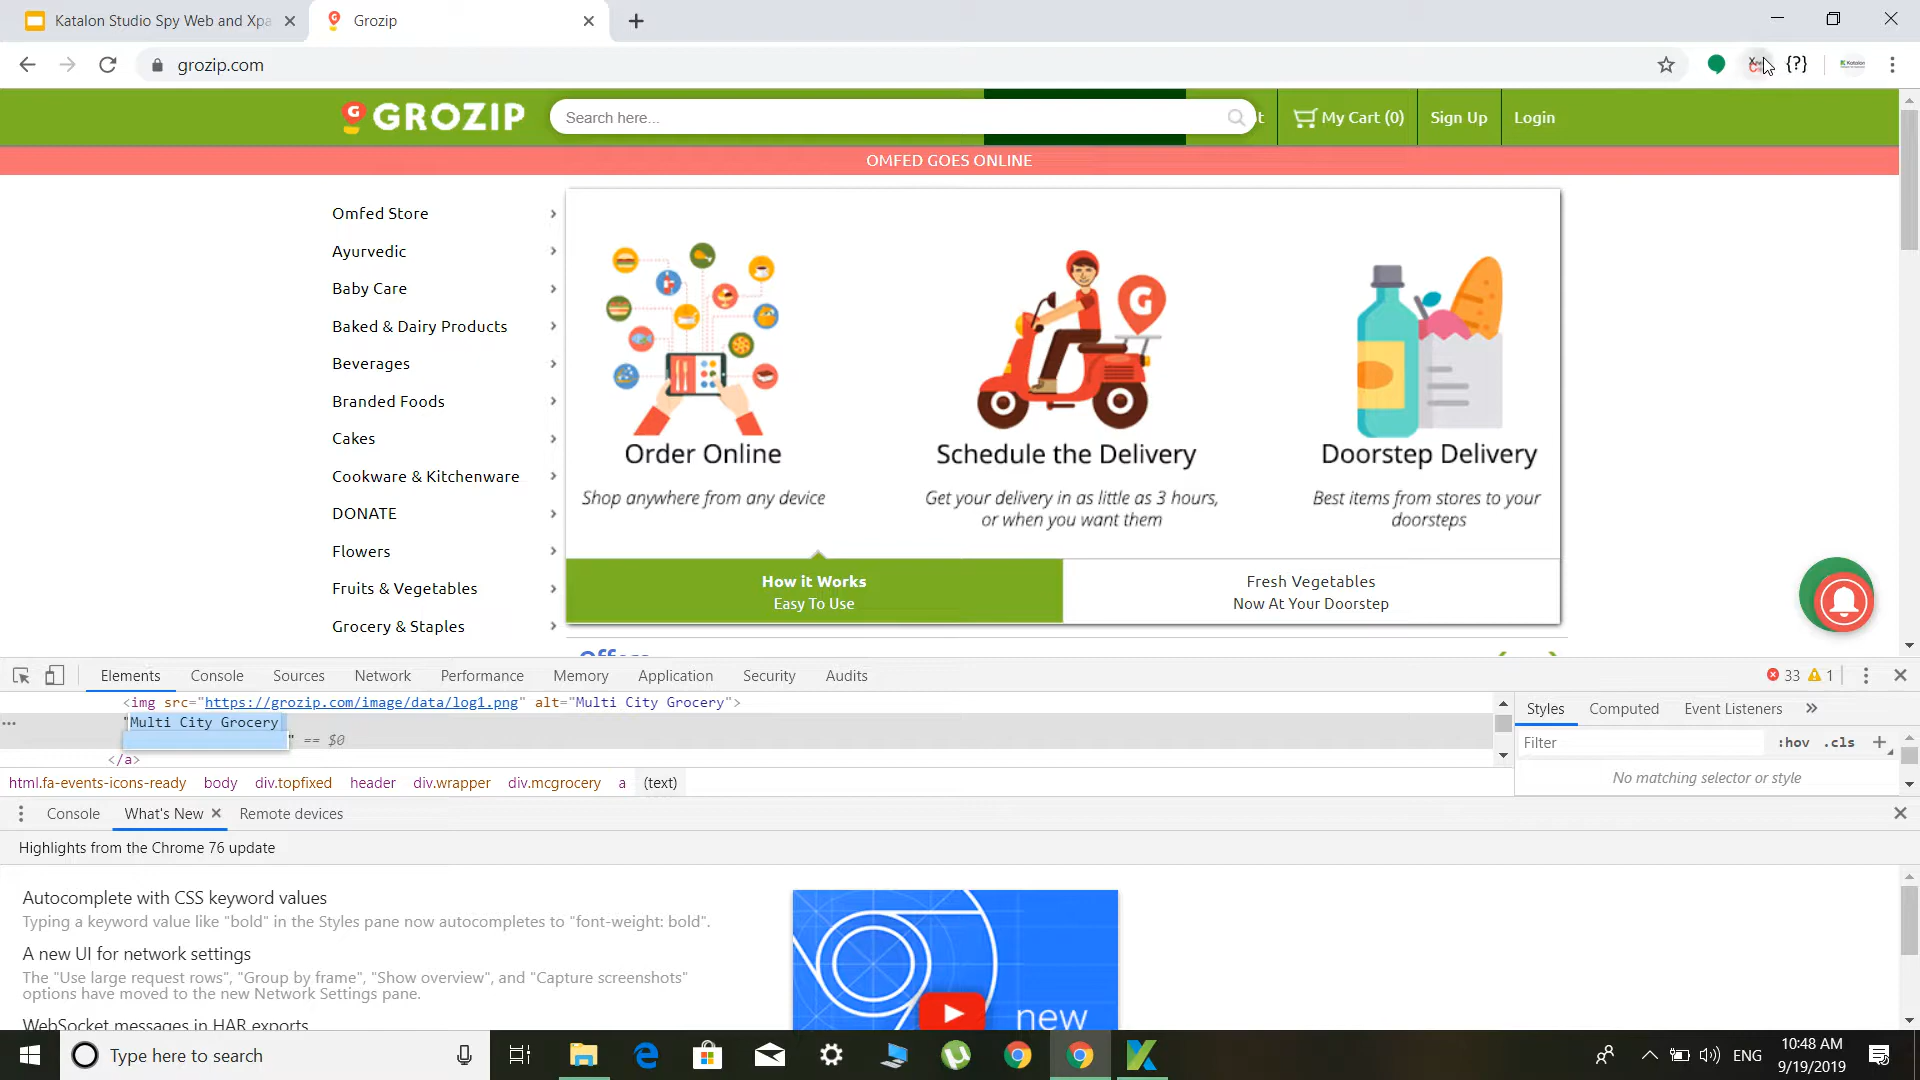 Katalon Studio Spy Web and Xpa
Grozip
grozip.com
{?}
Katalon
G GROZIP
Search here...
t
My Cart (0)
Sign Up
Login
OMFED GOES ONLINE
Omfed Store
Ayurvedic
Baby Care
Baked & Dairy Products
Beverages
Branded Foods
Cakes
Cookware & Kitchenware
DONATE
Flowers
Fruits & Vegetables
Grocery & Staples
Order Online
Shop anywhere from any device
G
Schedule the Delivery
Get your delivery in as little as 3 hours,
or when you want them
Doorstep Delivery
Best items from stores to your
doorsteps
How it Works
Easy To Use
Fresh Vegetables
Now At Your Doorstep
Offers
Elements
Console
Sources
Network
Performance
Memory
Application
Security
Audits
33
1
<img src="https://grozip.com/image/data/log1.png" alt="Multi City Grocery">
"Multi City Grocery
" == $0
</a>
html.fa-events-icons-ready body div.topfixed header div.wrapper div.mcgrocery a (text)
Styles
Computed
Event Listeners
»
Filter
:hov .cls +
No matching selector or style
Console
What's New
Remote devices
Highlights from the Chrome 76 update
Autocomplete with CSS keyword values
Typing a keyword value like "bold" in the Styles pane now autocompletes to "font-weight: bold".
A new UI for network settings
The "Use large request rows", "Group by frame", "Show overview", and "Capture screenshots"
options have moved to the new Network Settings pane.
WebSocket messages in HAR exports
new
Type here to search
ENG
10:48 AM
9/19/2019